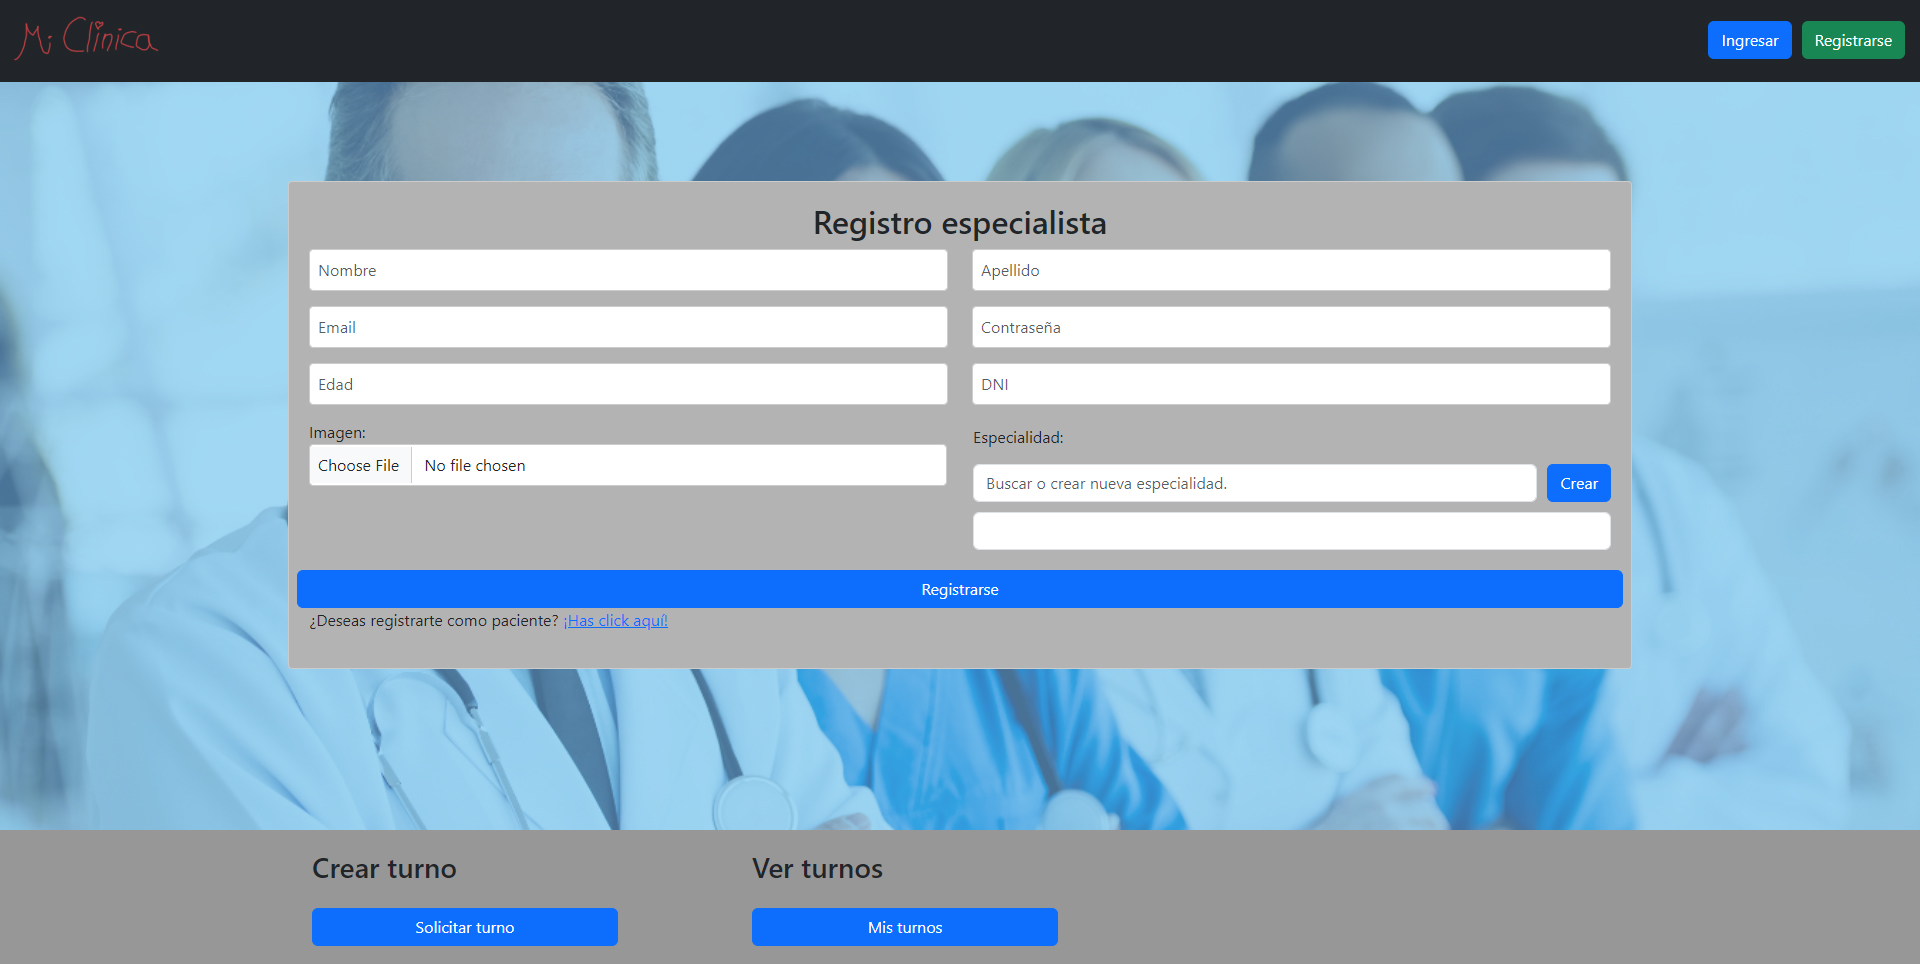 Mi Clinica
Ingresar
Registrarse
Registro especialista
Nombre
Apellido
Email
Contraseña
Edad
DNI
Imagen:
Choose File No file chosen
Especialidad:
Buscar o crear nueva especialidad.
Crear
Registrarse
¿Deseas registrarte como paciente? ¡Has click aquí!
Crear turno
Ver turnos
Solicitar turno
Mis turnos